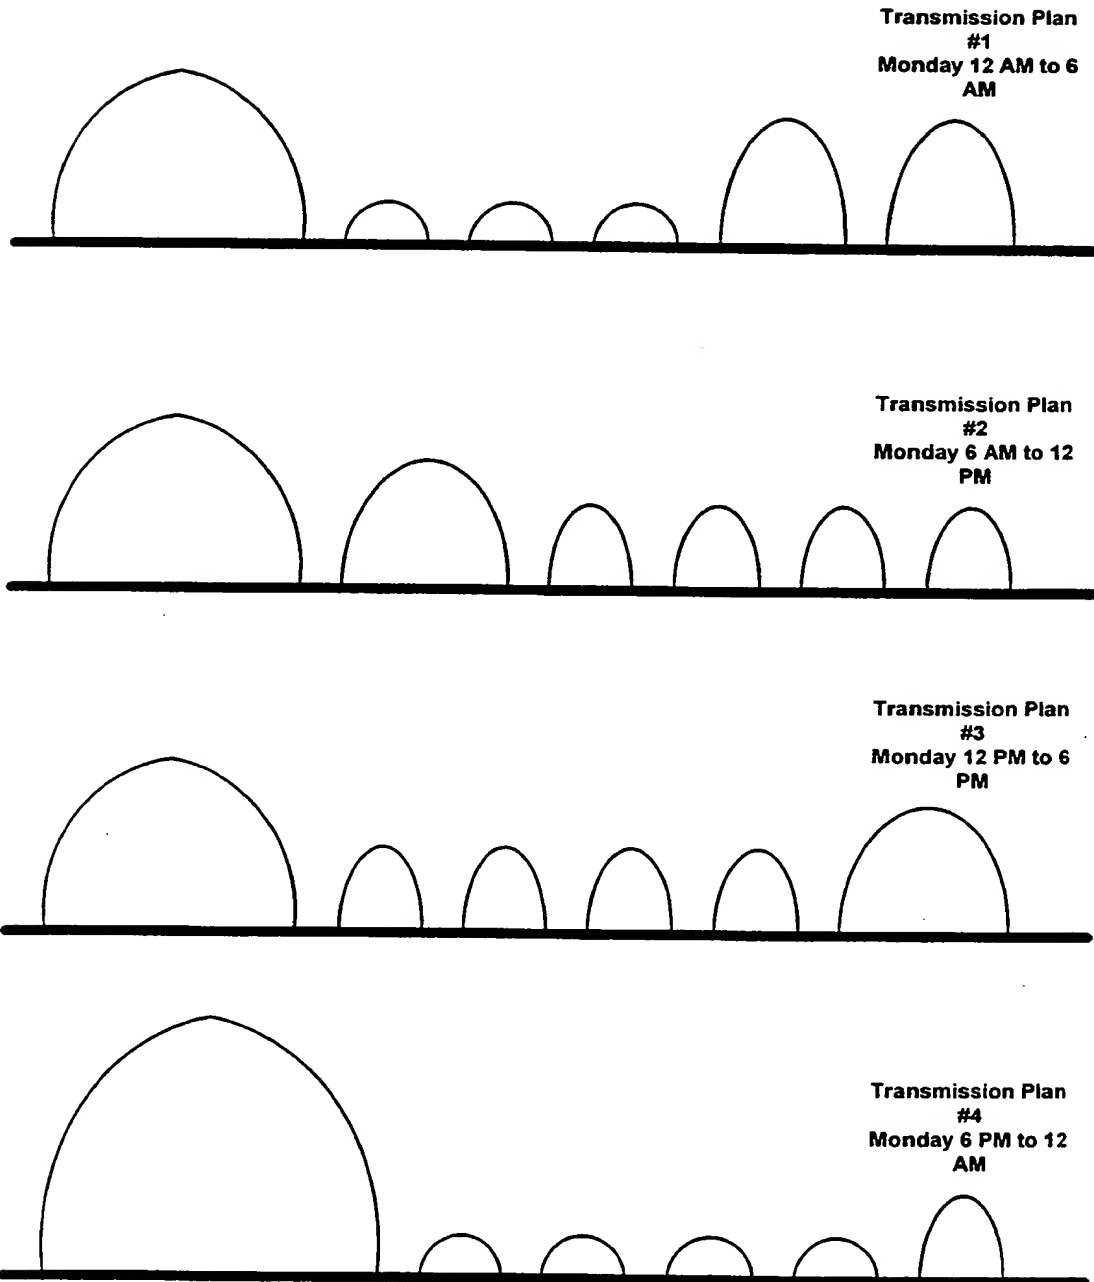 Transmission Plan
#1
Monday 12 AM to 6
AM
Transmission Plan
#2
Monday 6 AM to 12
PM
Transmission Plan
#3
Monday 12 PM to 6
PM
Transmission Plan
#4
Monday 6 PM to 12
AM